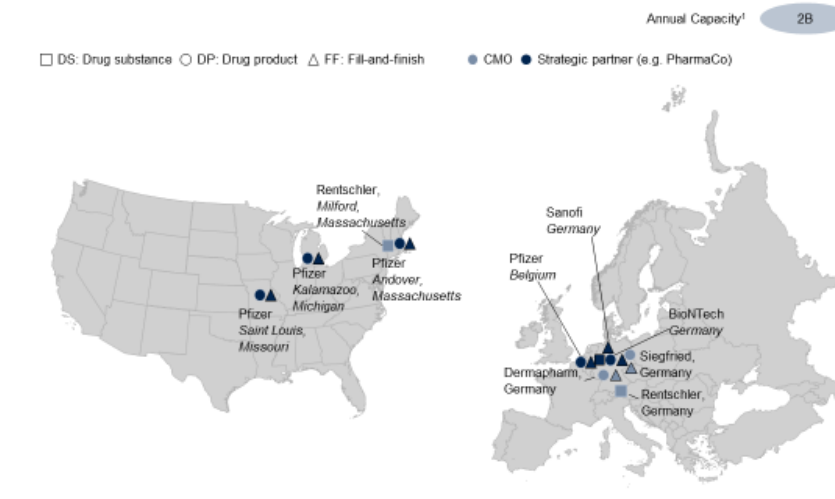 Annual Capacity¹ 2B
DS: Drug substance DP: Drug product FF: Fill-and-finish CMO Strategic partner (e.g. PharmaCo)
Rentschler,
Milford,
Massachusetts
Pfizer
Kalamazoo,
Michigan
Pfizer
Andover,
Massachusetts
Pfizer
Saint Louis,
Missouri
Sanofi
Germany
Pfizer
Belgium
BioNTech
Germany
Siegfried,
Germany
Dermapharm,
Germany
Rentschler,
Germany